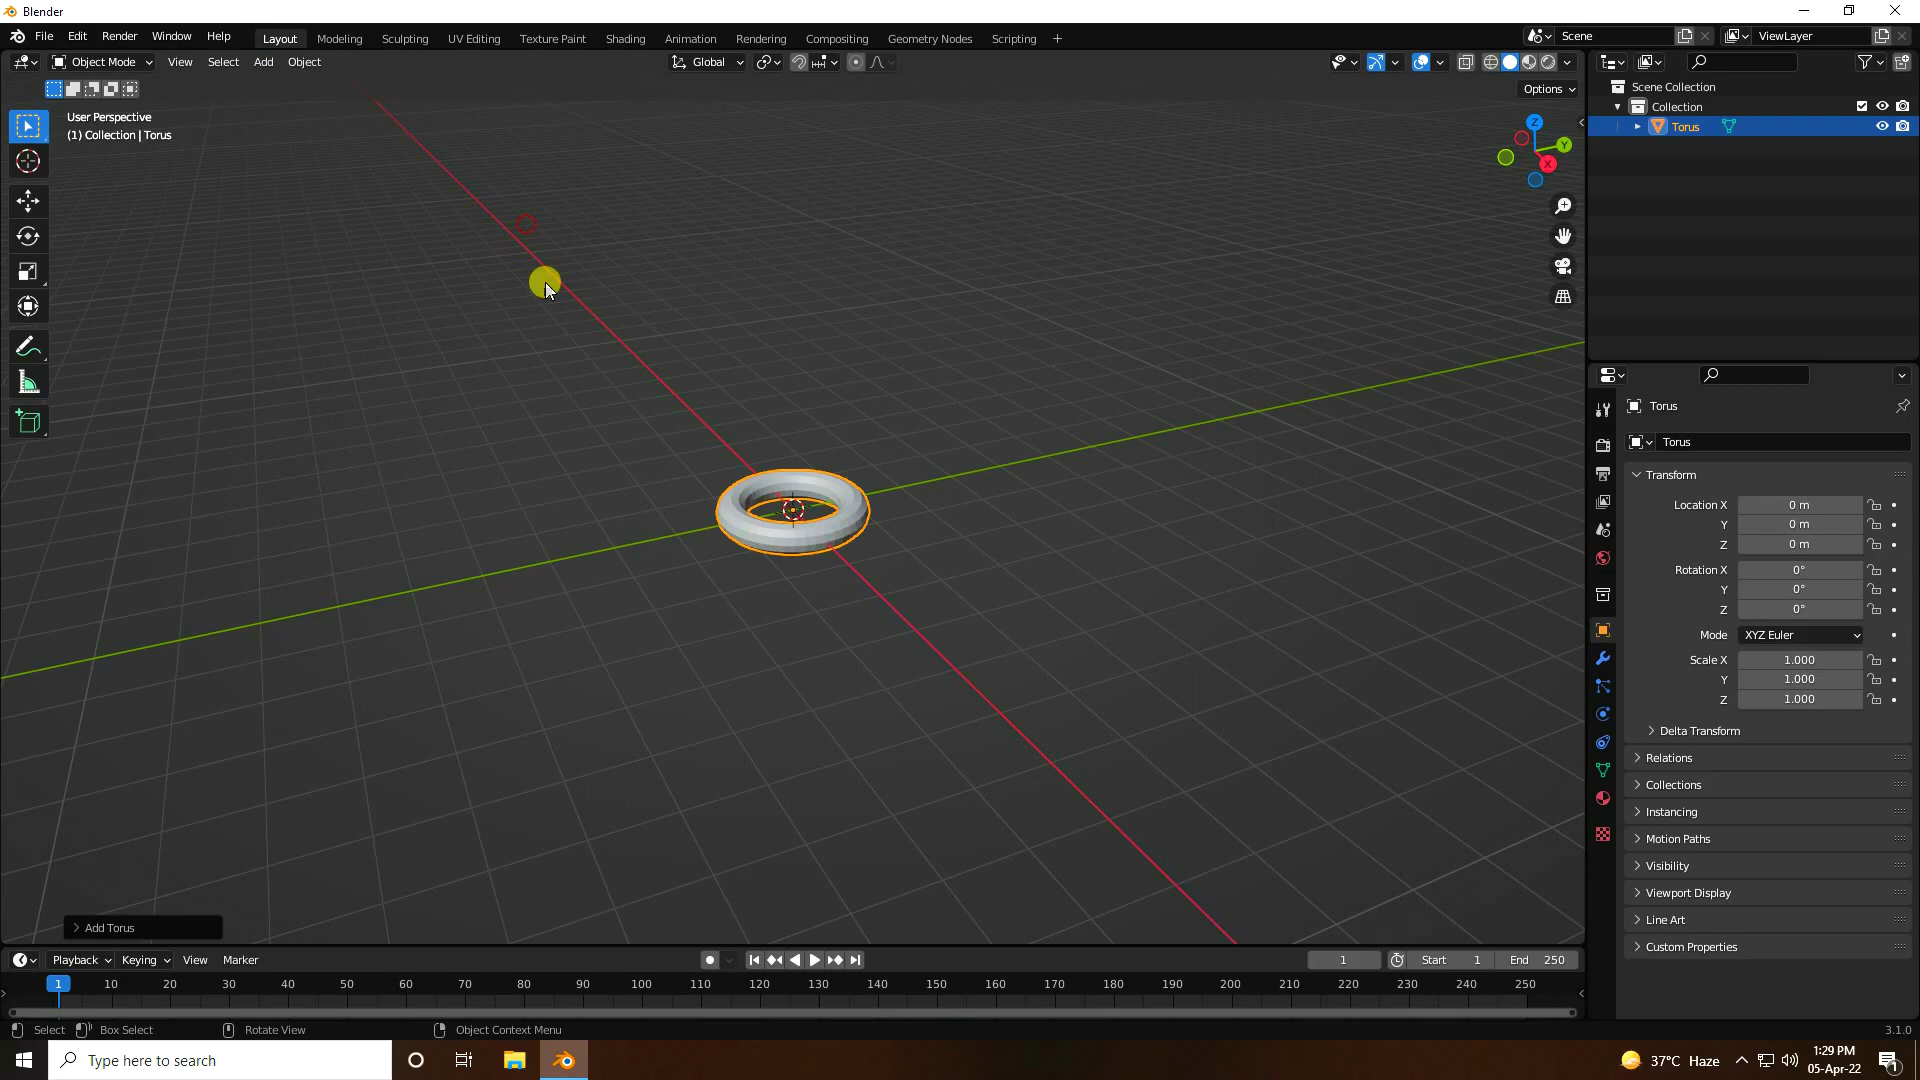 Blender
File Edit Render Window Help
Layout Modeling Sculpting UV Editing Texture Paint Shading Animation Rendering Compositing Geometry Nodes Scripting +
Scene
ViewLayer
Object Mode View Select Add Object
Global
Options
User Perspective
(1) Collection | Torus
Z
Y
X
Scene Collection
Collection
Torus
Torus
Torus
Transform
Location X 0 m
Y 0 m
Z 0 m
Rotation X 0°
Y 0°
Z 0°
Mode XYZ Euler
Scale X 1.000
Y 1.000
Z 1.000
Delta Transform
Relations
Collections
Instancing
Motion Paths
Visibility
Viewport Display
Line Art
Custom Properties
Add Torus
Playback Keying View Marker
1
Start 1 End 250
1 10 20 30 40 50 60 70 80 90 100 110 120 130 140 150 160 170 180 190 200 210 220 230 240 250
Select Box Select Rotate View Object Context Menu
3.1.0
Type here to search
37°C Haze
1:29 PM
05-Apr-22
1